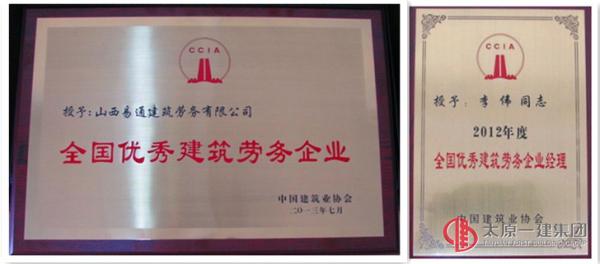 CCIA
授予：山西易通建筑劳务有限公司
全国优秀建筑劳务企业
中国建筑业协会
二〇一三年七月
CCIA
授予：李伟同志
2012年度
全国优秀建筑劳务企业经理
中国建筑业协会
太原一建集团